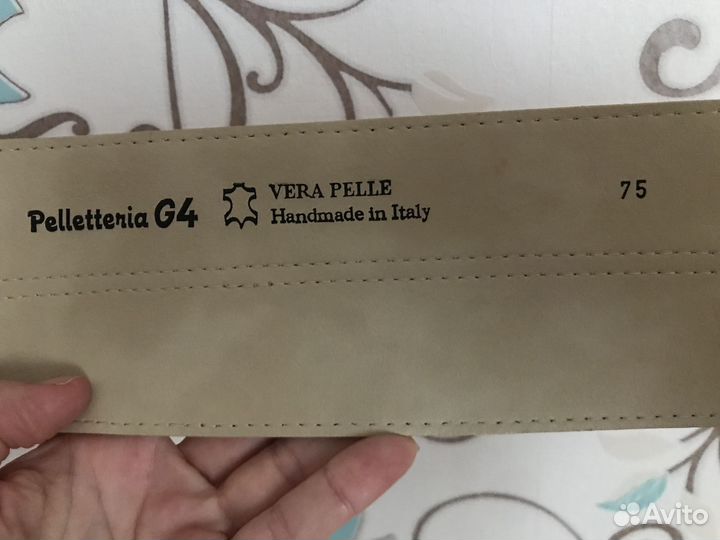 Pelletteria G4
VERA PELLE
Handmade in Italy
75
Avito